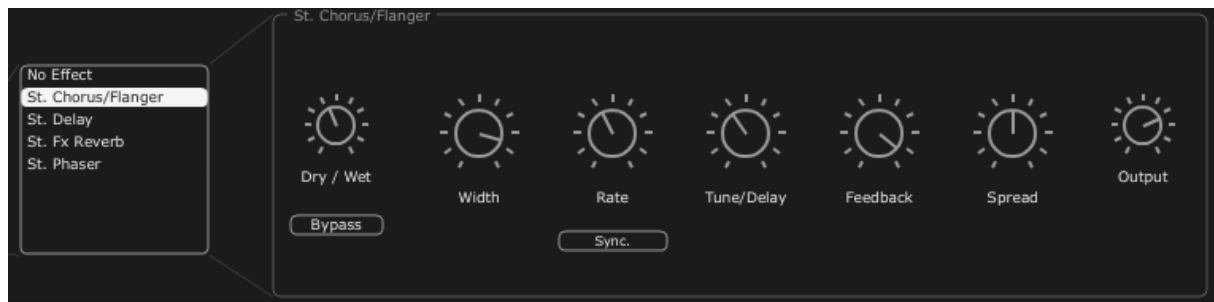 St. Chorus/Flanger
No Effect
St. Chorus/Flanger
St. Delay
St. Fx Reverb
St. Phaser
Dry / Wet
Width
Rate
Tune/Delay
Feedback
Spread
Output
Bypass
Sync.